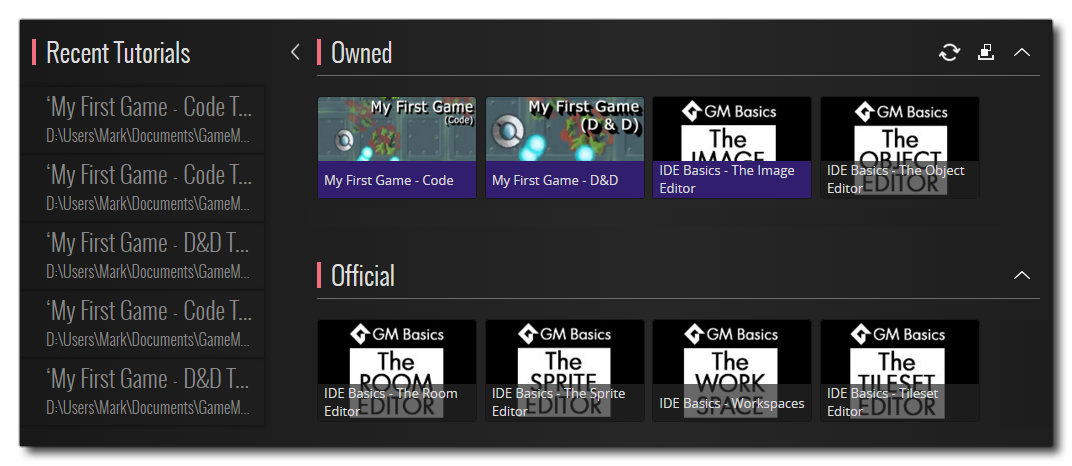 Recent Tutorials
‘My First Game - Code T...
D:\Users\Mark\Documents\GameM...
‘My First Game - Code T...
D:\Users\Mark\Documents\GameM...
‘My First Game - D&D T...
D:\Users\Mark\Documents\GameM...
‘My First Game - Code T...
D:\Users\Mark\Documents\GameM...
‘My First Game - D&D T...
D:\Users\Mark\Documents\GameM...
Owned
My First Game
(Code)
My First Game - Code
My First Game
(D & D)
My First Game - D&D
GM Basics
The
IMAGE
IDE Basics - The Image
Editor
GM Basics
The
OBJECT
EDITOR
IDE Basics - The Object
Editor
Official
GM Basics
The
ROOM
EDITOR
IDE Basics - The Room
Editor
GM Basics
The
SPRITE
EDITOR
IDE Basics - The Sprite
Editor
GM Basics
The
WORK
SPACE
IDE Basics - Workspaces
GM Basics
The
TILESET
EDITOR
IDE Basics - Tileset
Editor